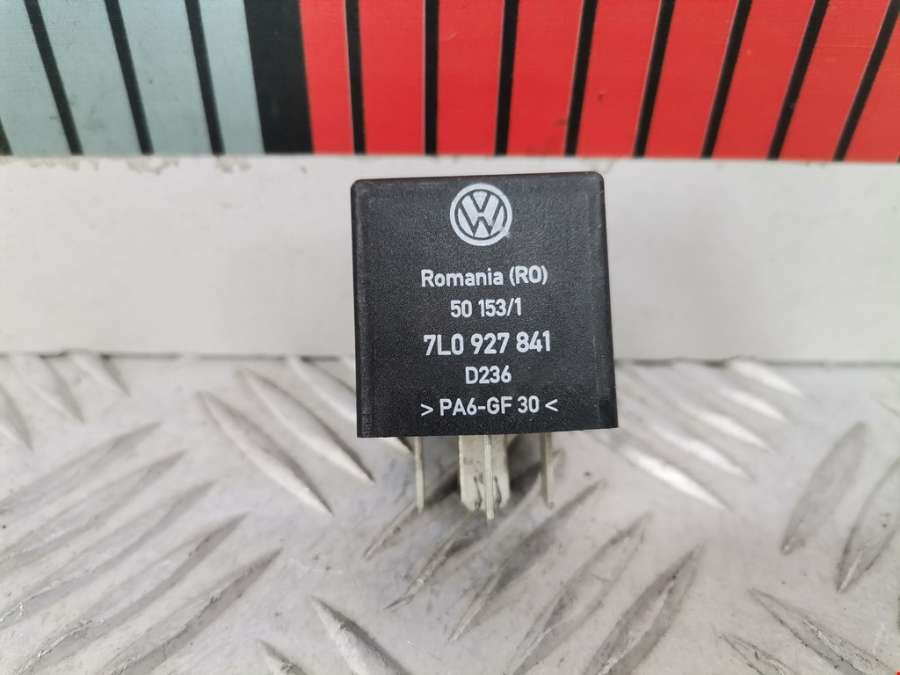 Romania (RO)
50 153/1
7L0 927 841
D236
> PA6-GF 30 <